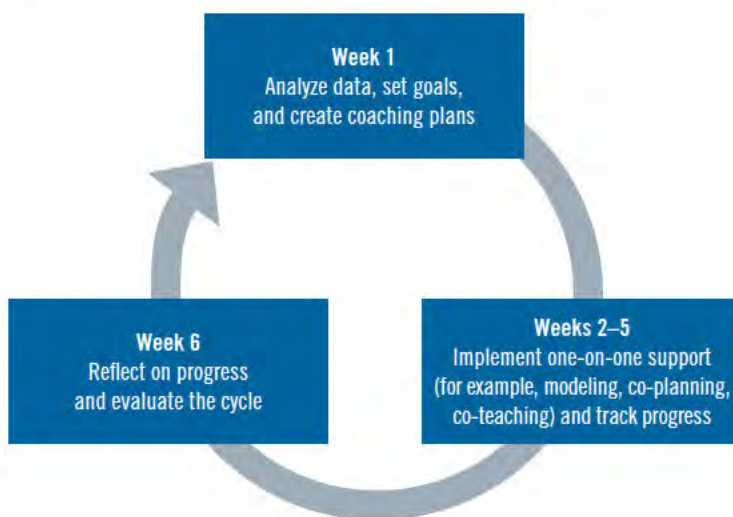 Week 1
Analyze data, set goals,
and create coaching plans
Weeks 2–5
Implement one-on-one support
(for example, modeling, co-planning,
co-teaching) and track progress
Week 6
Reflect on progress
and evaluate the cycle